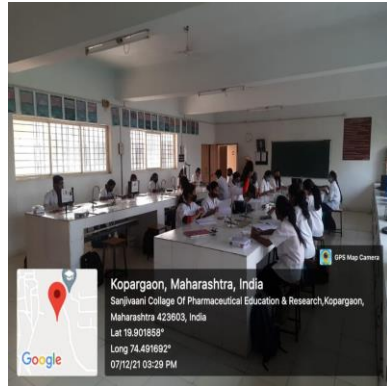 GPS Map Camera
Kopargaon, Maharashtra, India
Sanjivaani Collage Of Pharmaceutical Education & Research,Kopargaon,
Maharashtra 423603, India
Lat 19.901858°
Long 74.491692°
07/12/21 03:29 PM
Google